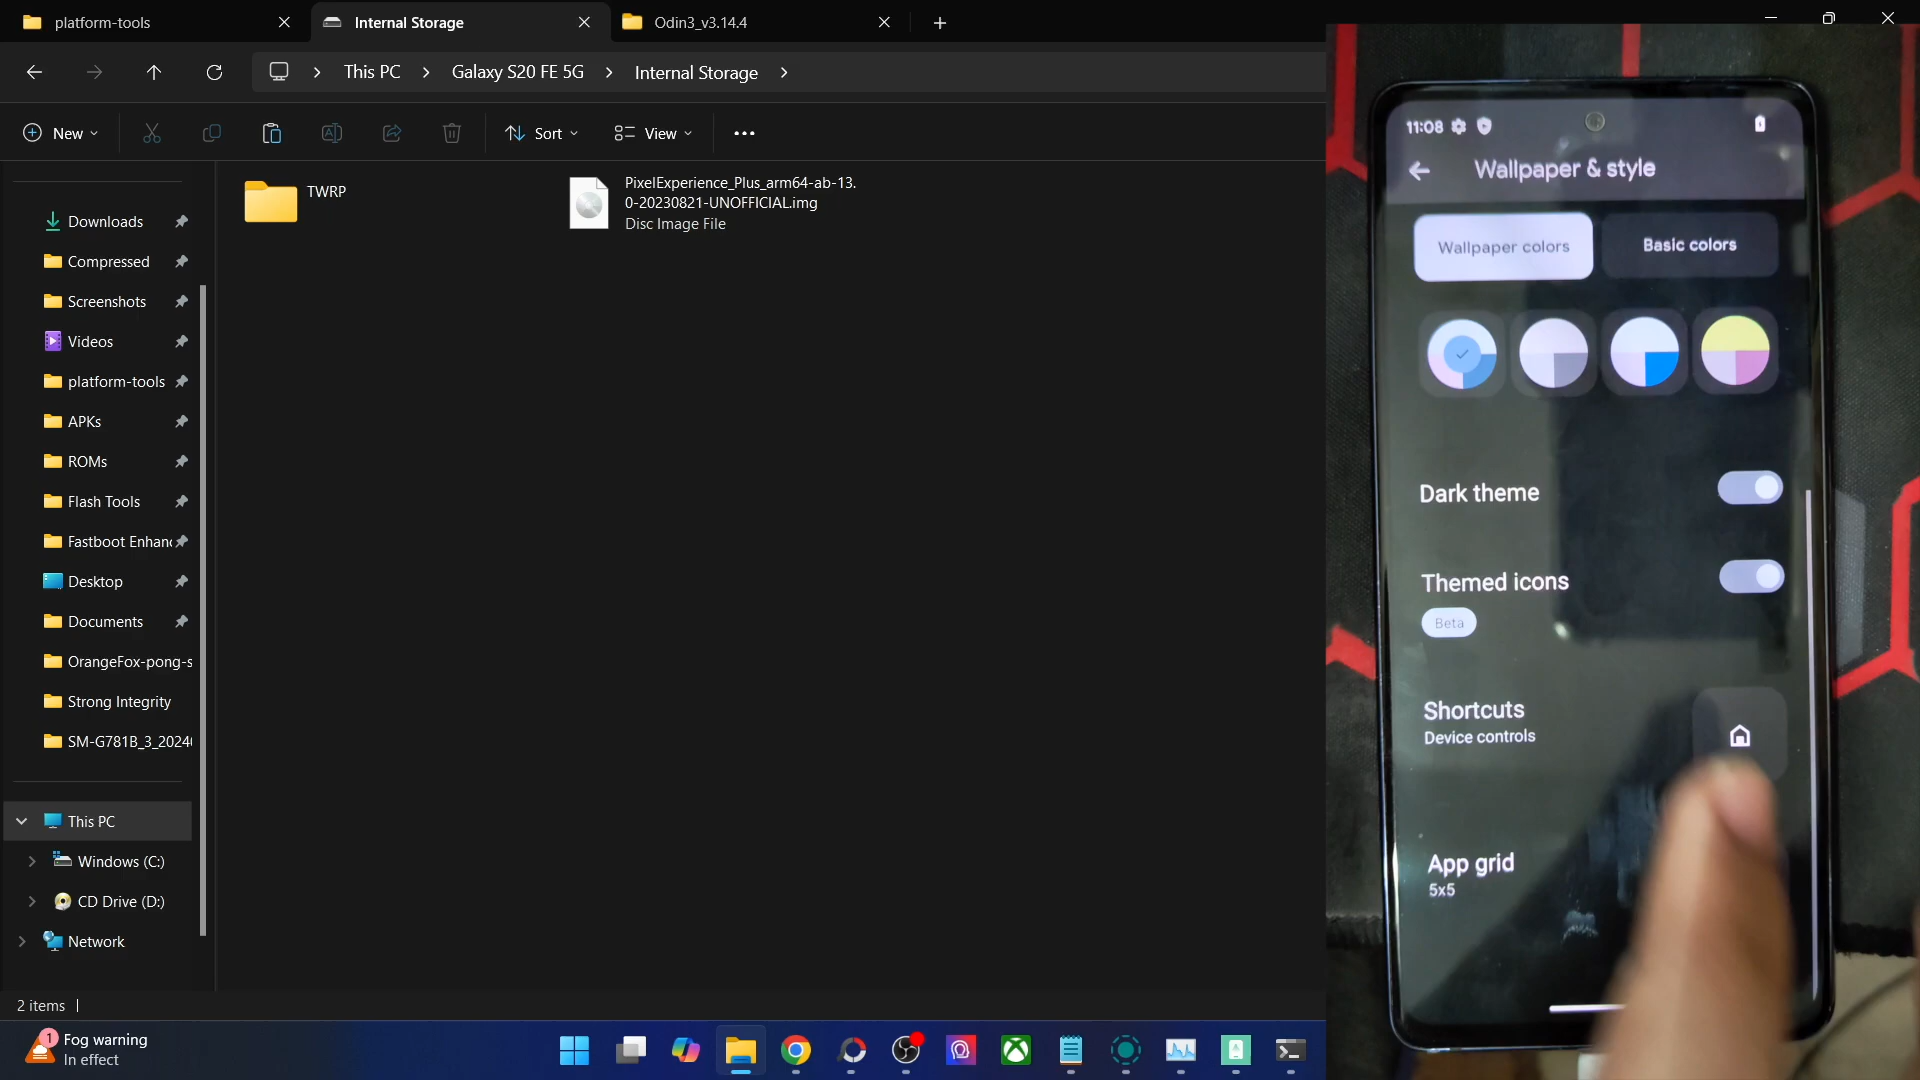 platform-tools
Internal Storage
Odin3_v3.14.4
This PC
Galaxy S20 FE 5G
Internal Storage
New
Sort
View
Downloads
Compressed
Screenshots
Videos
platform-tools
APKs
ROMs
Flash Tools
Fastboot Enhanc
Desktop
Documents
OrangeFox-pong-s
Strong Integrity
SM-G781B_3_2024
This PC
Windows (C:)
CD Drive (D:)
Network
TWRP
PixelExperience_Plus_arm64-ab-13.
0-20230821-UNOFFICIAL.img
Disc Image File
2 items
1
Fog warning
In effect
11:08
Wallpaper & style
Wallpaper colors
Basic colors
Dark theme
Themed icons
Beta
Shortcuts
Device controls
App grid
5x5